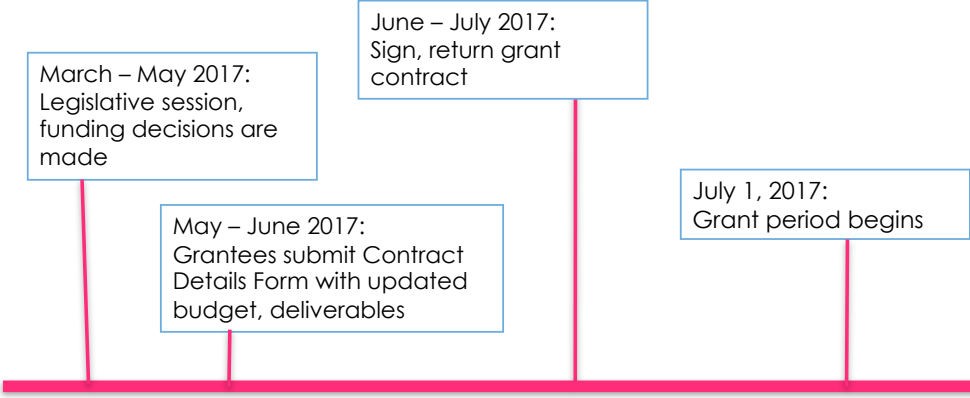 March – May 2017:
Legislative session,
funding decisions are
made
May – June 2017:
Grantees submit Contract
Details Form with updated
budget, deliverables
June – July 2017:
Sign, return grant
contract
July 1, 2017:
Grant period begins